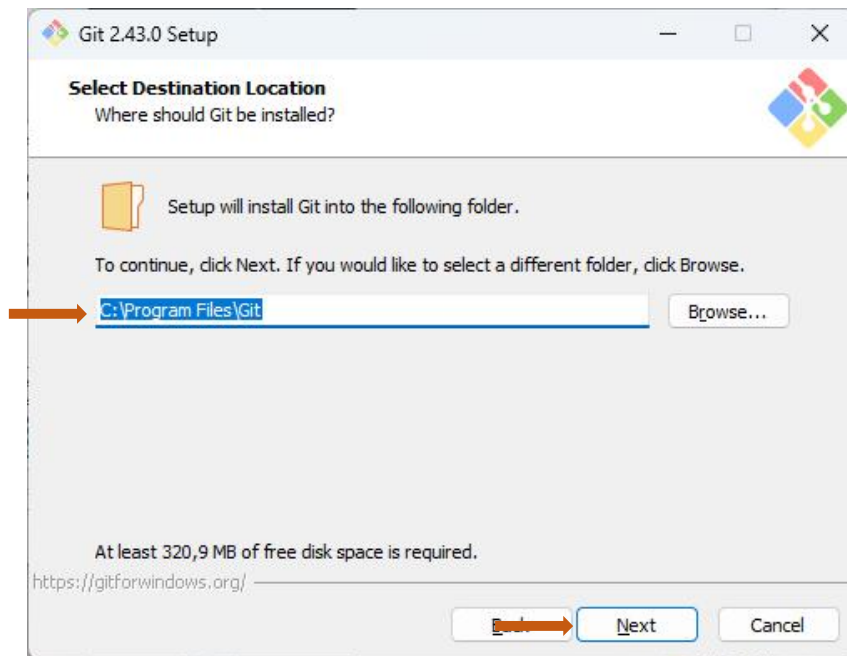 Git 2.43.0 Setup
Select Destination Location
Where should Git be installed?
Setup will install Git into the following folder.
To continue, click Next. If you would like to select a different folder, click Browse.
C:\Program Files\Git
Browse...
At least 320,9 MB of free disk space is required.
https://gitforwindows.org/
Next
Cancel